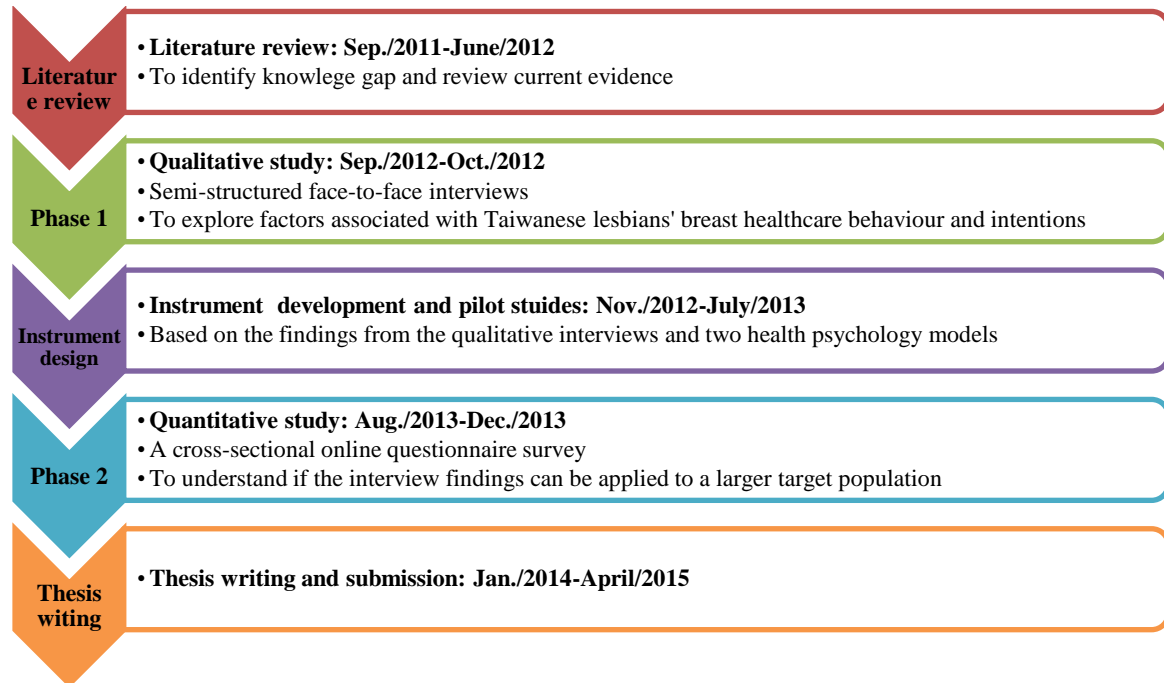 Literatur
e review
• Literature review: Sep./2011-June/2012
• To identify knowlege gap and review current evidence
Phase 1
• Qualitative study: Sep./2012-Oct./2012
• Semi-structured face-to-face interviews
• To explore factors associated with Taiwanese lesbians' breast healthcare behaviour and intentions
Instrument
design
• Instrument development and pilot stuides: Nov./2012-July/2013
• Based on the findings from the qualitative interviews and two health psychology models
Phase 2
• Quantitative study: Aug./2013-Dec./2013
• A cross-sectional online questionnaire survey
• To understand if the interview findings can be applied to a larger target population
Thesis
witing
• Thesis writing and submission: Jan./2014-April/2015